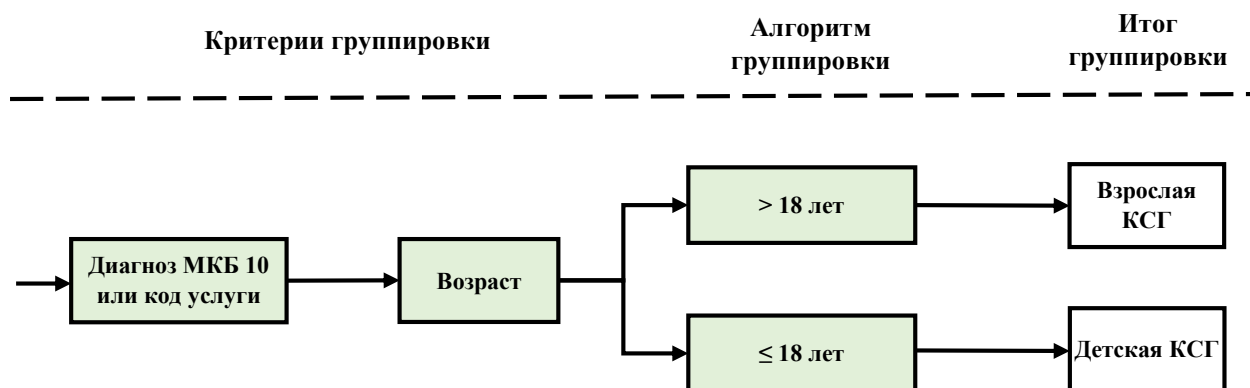 Критерии группировки
Алгоритм
группировки
Итог
группировки
Диагноз МКБ 10
или код услуги
Возраст
> 18 лет
Взрослая
КСГ
≤ 18 лет
Детская КСГ